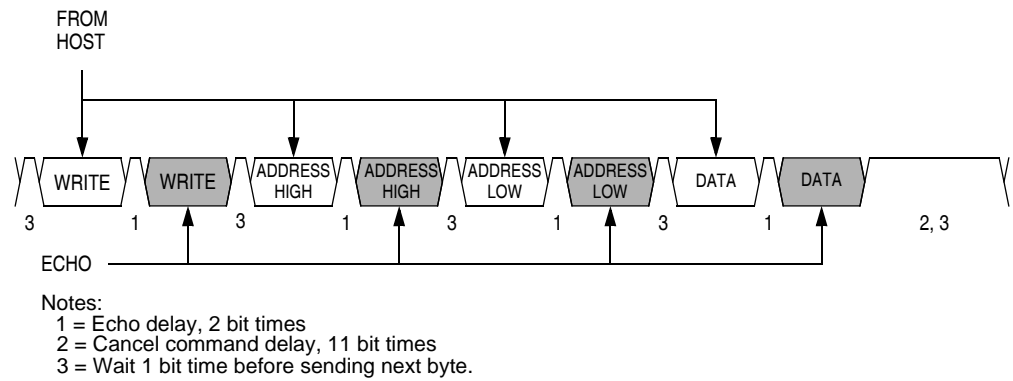 FROM
HOST
WRITE WRITE ADDRESS HIGH ADDRESS HIGH ADDRESS LOW ADDRESS LOW DATA DATA
3 1 3 1 3 1 3 1 2, 3
ECHO
Notes:
1 = Echo delay, 2 bit times
2 = Cancel command delay, 11 bit times
3 = Wait 1 bit time before sending next byte.